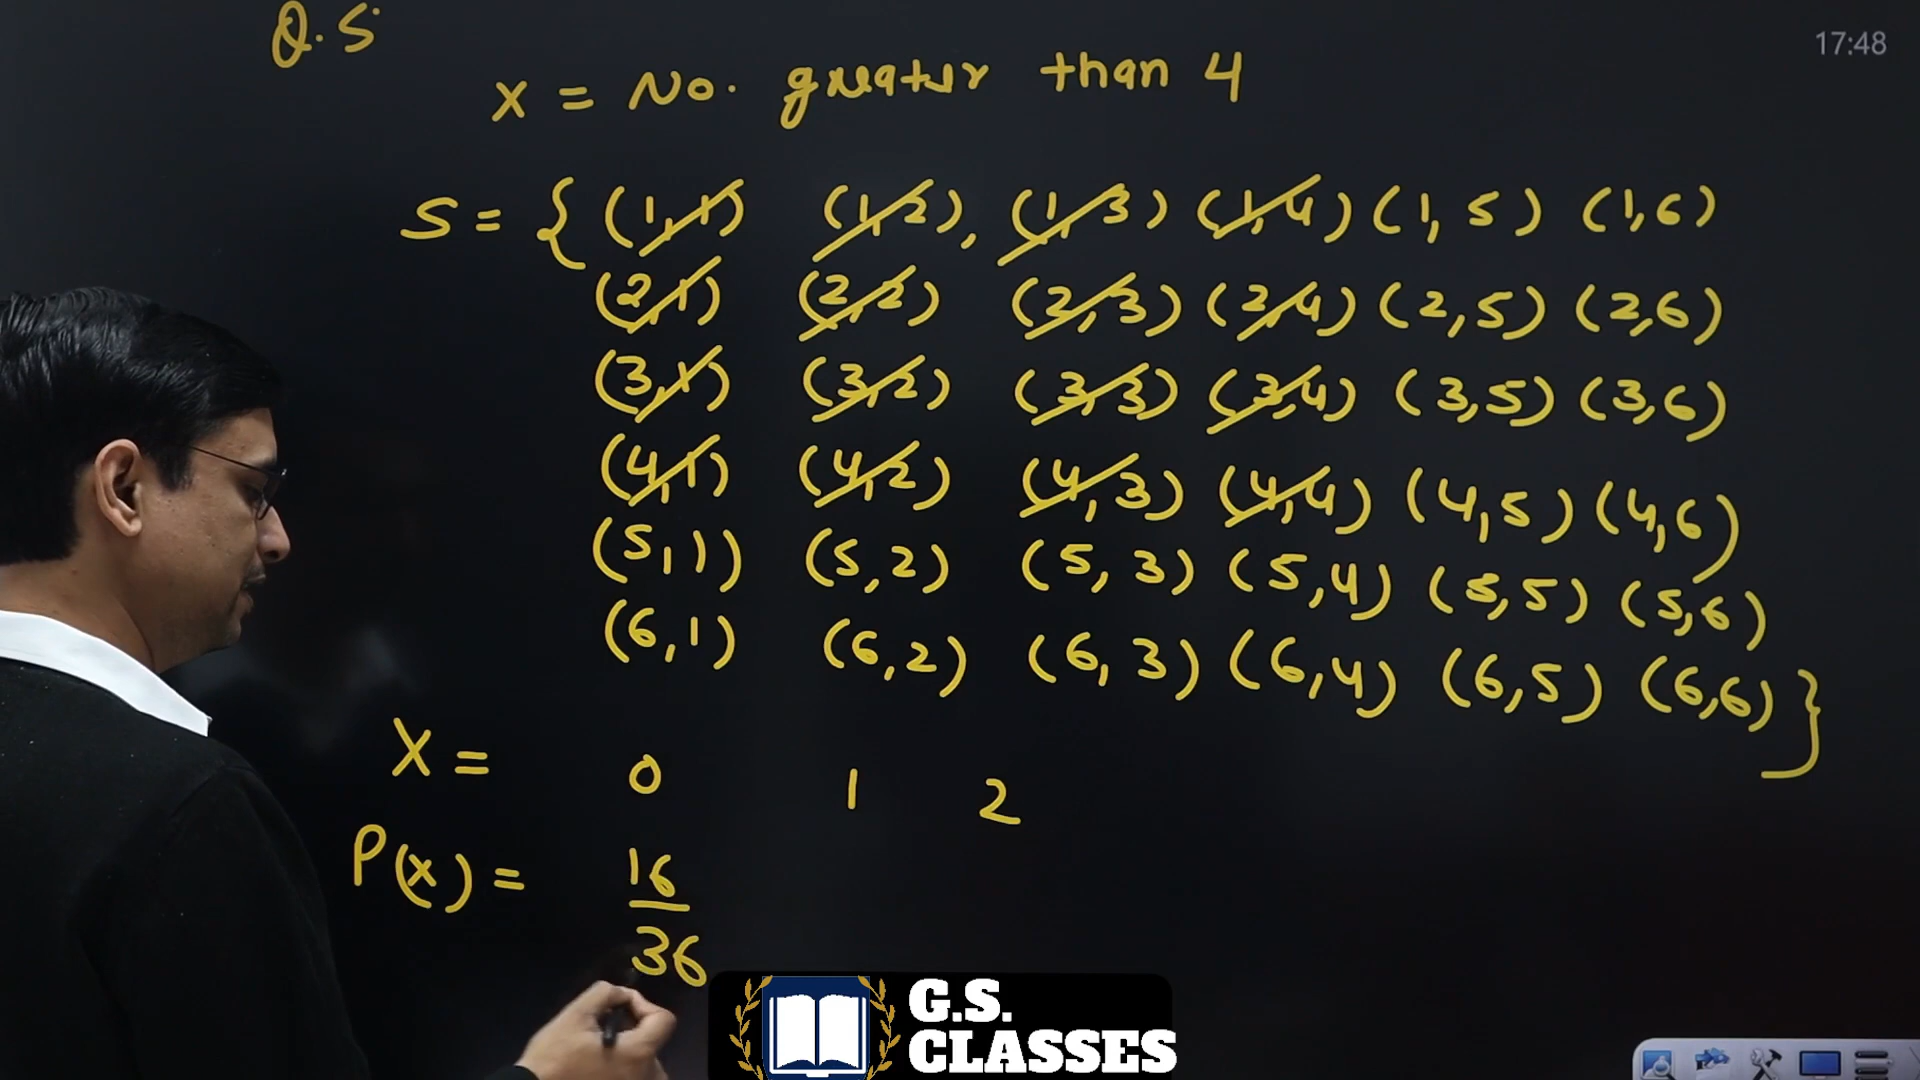 Q.5
17:48
x = No. greater than 4
S = { (1,1) (1,2), (1,3) (1,4) (1,5) (1,6)
(2,1) (2,2) (2,3) (2,4) (2,5) (2,6)
(3,1) (3,2) (3,3) (3,4) (3,5) (3,6)
(4,1) (4,2) (4,3) (4,4) (4,5) (4,6)
(5,1) (5,2) (5,3) (5,4) (5,5) (5,6)
(6,1) (6,2) (6,3) (6,4) (6,5) (6,6) }
X = 0 1 2
P(x) = 16/36
G.S.
CLASSES